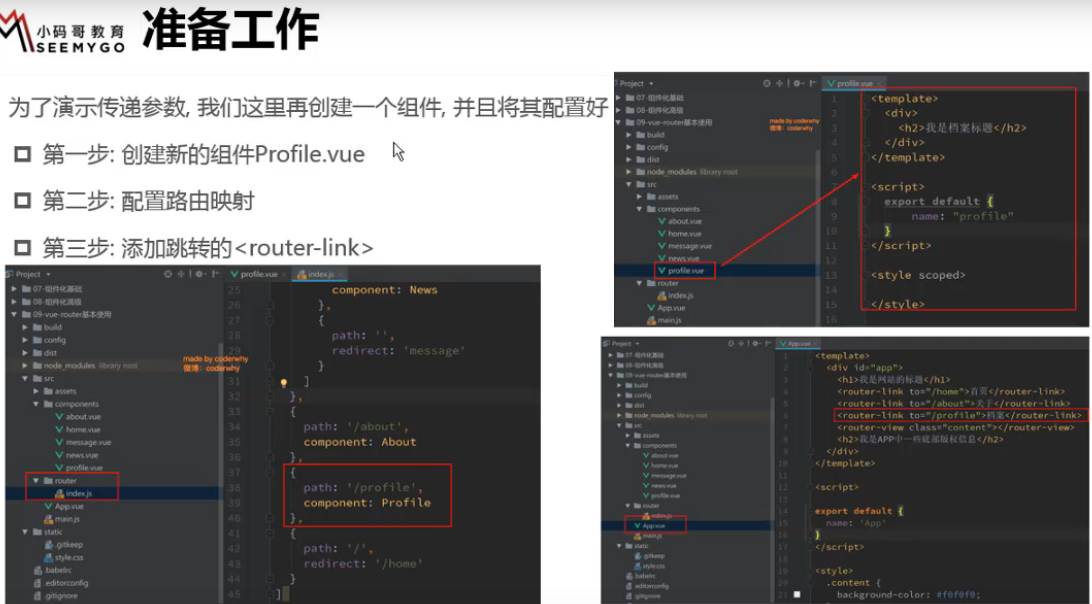 小码哥教育
SEEMYGO
准备工作
为了演示传递参数, 我们这里再创建一个组件, 并且将其配置好
第一步: 创建新的组件Profile.vue
第二步: 配置路由映射
第三步: 添加跳转的<router-link>
Project
profile.vue
index.js
07-组件化基础
08-组件化高级
09-vue-router基本使用
build
config
dist
node_modules library root
src
assets
components
about.vue
home.vue
message.vue
news.vue
profile.vue
router
index.js
App.vue
main.js
static
.gitkeep
style.css
.babelrc
.editorconfig
.gitignore
made by coderwhy
微博: coderwhy
25 component: News
26 },
27 {
28 path: '',
29 redirect: 'message'
30 }
31 ]
32 },
33 {
34 path: '/about',
35 component: About
36 },
37 {
38 path: '/profile',
39 component: Profile
40 },
41 {
42 path: '/',
43 redirect: '/home'
44 }
45 ]
Project
profile.vue
07-组件化基础
08-组件化高级
09-vue-router基本使用
build
config
dist
node_modules library root
src
assets
components
about.vue
home.vue
message.vue
news.vue
profile.vue
router
index.js
App.vue
main.js
made by coderwhy
微博: coderwhy
1 <template>
2 <div>
3 <h2>我是档案标题</h2>
4 </div>
5 </template>
6
7 <script>
8 export default {
9 name: "profile"
10 }
11 </script>
12
13 <style scoped>
14
15 </style>
16
Project
App.vue
07-组件化基础
08-组件化高级
09-vue-router基本使用
build
config
dist
node_modules library root
src
assets
components
about.vue
home.vue
message.vue
news.vue
profile.vue
router
index.js
App.vue
main.js
static
.gitkeep
style.css
.babelrc
.editorconfig
.gitignore
<template>
<div id="app">
<h1>我是网站的标题</h1>
<router-link to="/home">首页</router-link>
<router-link to="/about">关于</router-link>
<router-link to="/profile">档案</router-link>
<router-view class="content"></router-view>
<h2>我是APP中一些底部版权信息</h2>
</div>
</template>
<script>
export default {
name: 'App'
}
</script>
<style>
.content {
background-color: #f0f0f0;